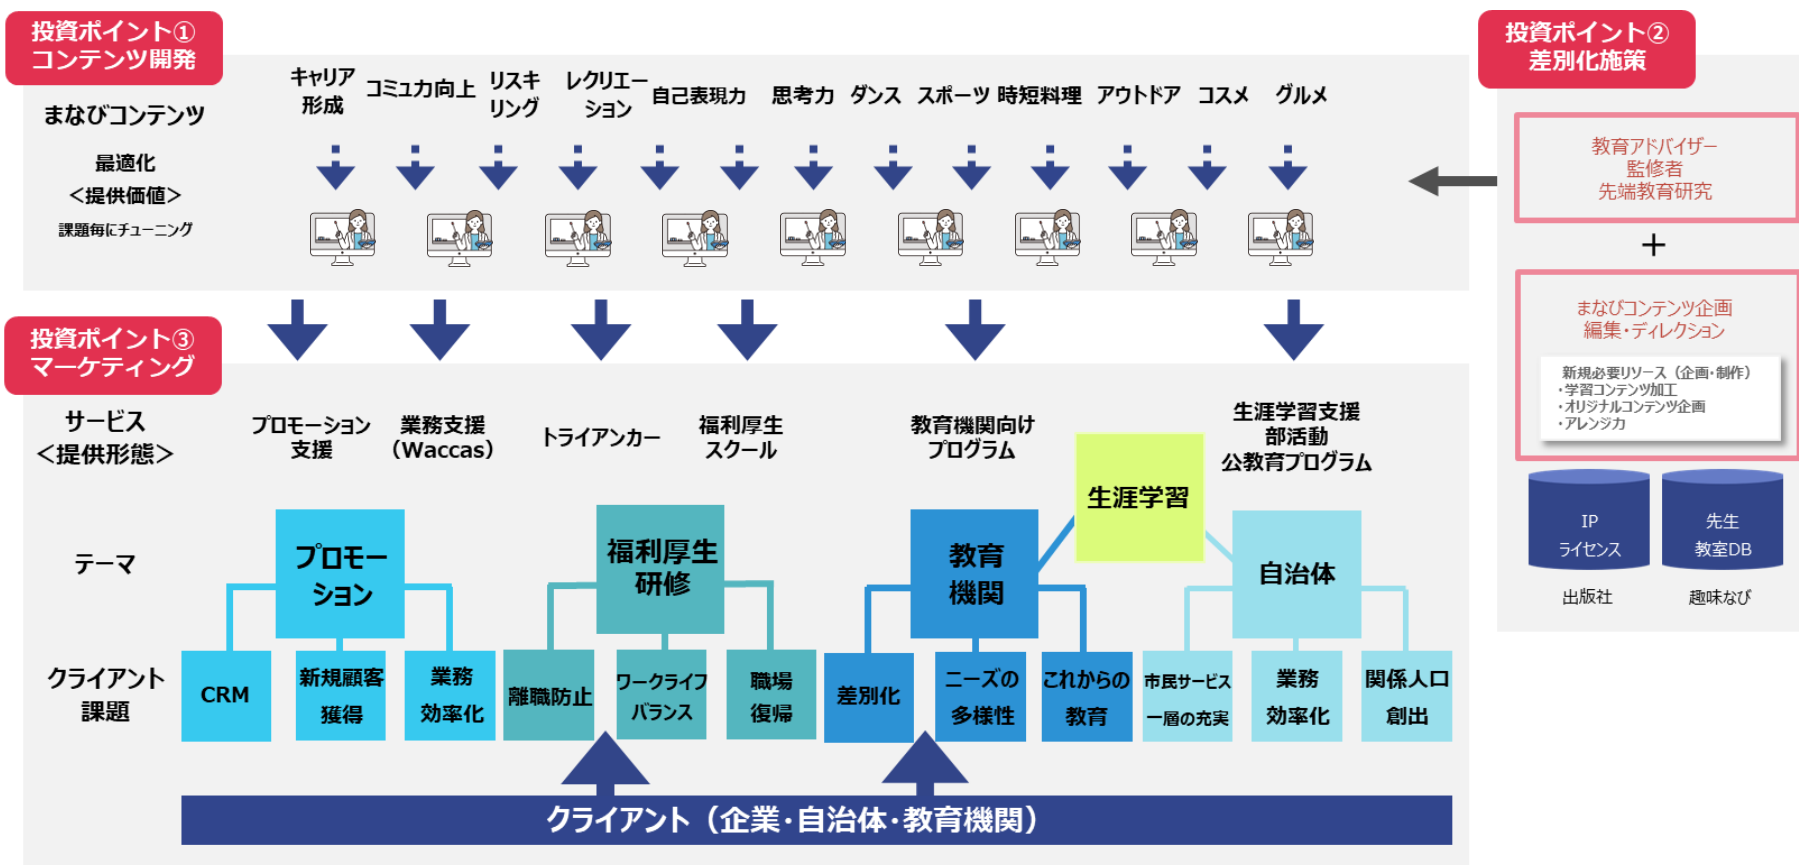 投資ポイント①
コンテンツ開発
投資ポイント②
差別化施策
まなびコンテンツ
最適化
<提供価値>
課題毎にチューニング
キャリア
形成
コミュ力向上
リスキ
リング
レクリエー
ション
自己表現力
思考力
ダンス
スポーツ
時短料理
アウトドア
コスメ
グルメ
教育アドバイザー
監修者
先端教育研究
+
まなびコンテンツ企画
編集・ディレクション
新規必要リソース（企画・制作）
・学習コンテンツ加工
・オリジナルコンテンツ企画
・アレンジ力
IP
ライセンス
先生
教室DB
出版社
趣味なび
投資ポイント③
マーケティング
サービス
<提供形態>
プロモーション
支援
業務支援
（Waccas）
トライアンカー
福利厚生
スクール
教育機関向け
プログラム
生涯学習支援
部活動
公教育プログラム
テーマ
プロモー
ション
福利厚生
研修
教育
機関
生涯学習
自治体
クライアント
課題
CRM
新規顧客
獲得
業務
効率化
離職防止
ワークライフ
バランス
職場
復帰
差別化
ニーズの
多様性
これからの
教育
市民サービス
一層の充実
業務
効率化
関係人口
創出
クライアント（企業・自治体・教育機関）